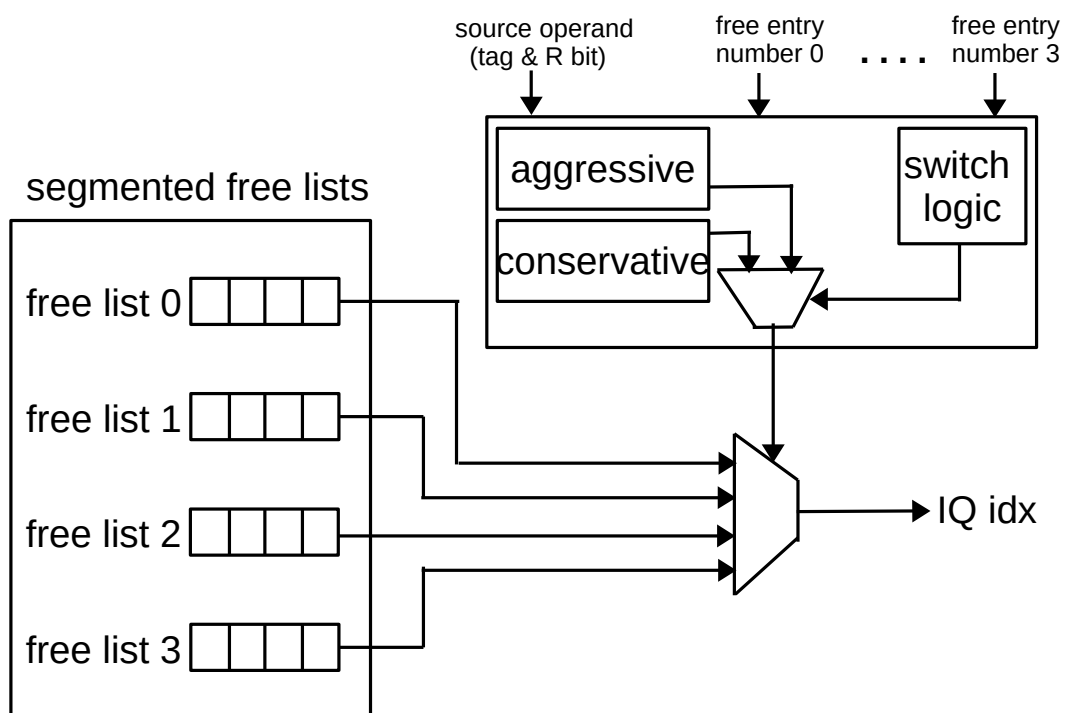 source operand
(tag & R bit)
free entry
number 0
. . . .
free entry
number 3
aggressive
conservative
switch
logic
segmented free lists
free list 0
free list 1
free list 2
free list 3
IQ idx